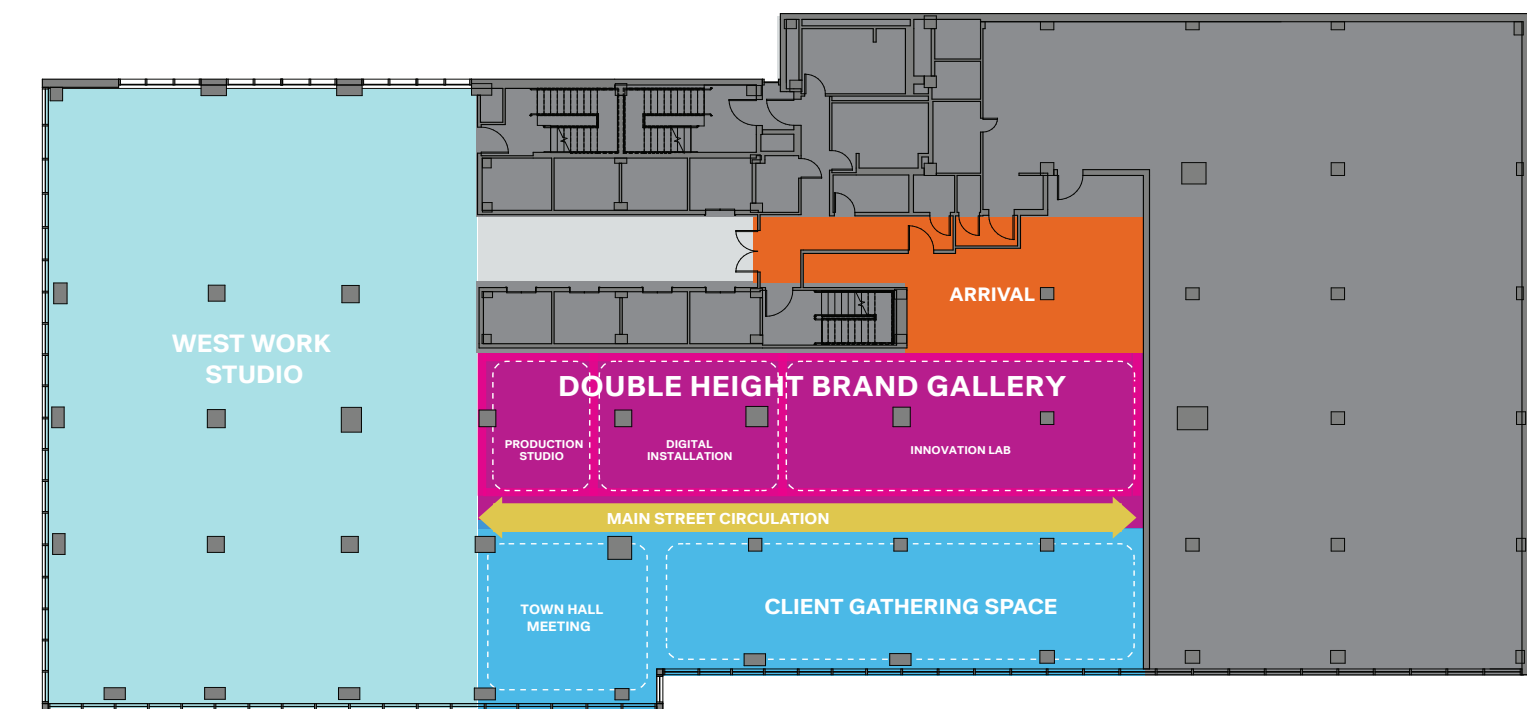 ARRIVAL
WEST WORK
STUDIO
DOUBLE HEIGHT BRAND GALLERY
PRODUCTION
STUDIO
DIGITAL
INSTALLATION
INNOVATION LAB
MAIN STREET CIRCULATION
TOWN HALL
MEETING
CLIENT GATHERING SPACE